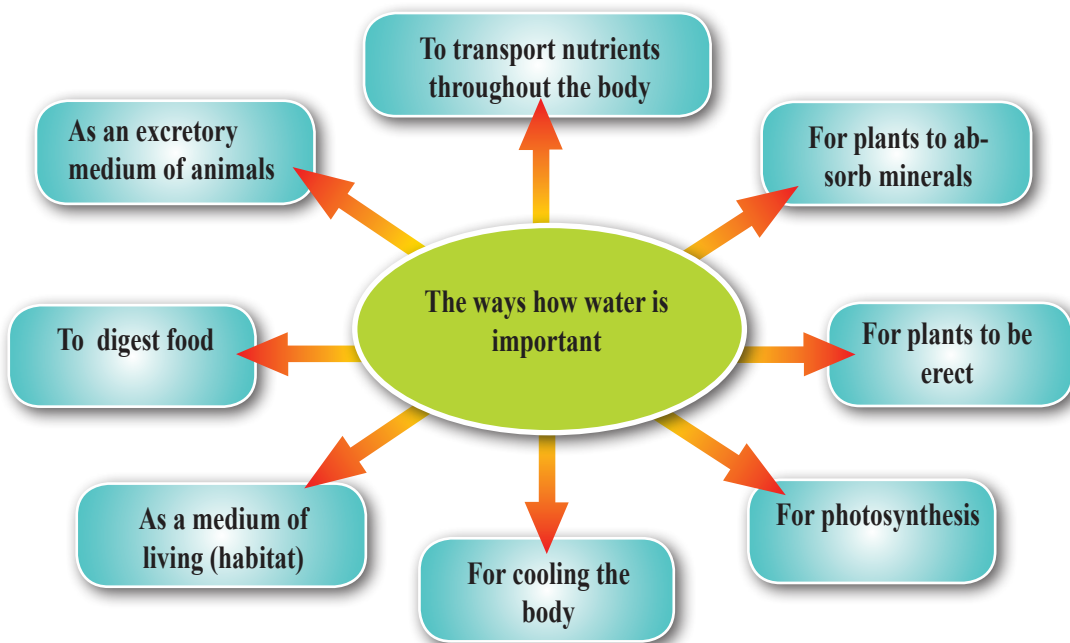 To transport nutrients
throughout the body
As an excretory
medium of animals
For plants to ab-
sorb minerals
The ways how water is
important
To digest food
For plants to be
erect
As a medium of
living (habitat)
For photosynthesis
For cooling the
body